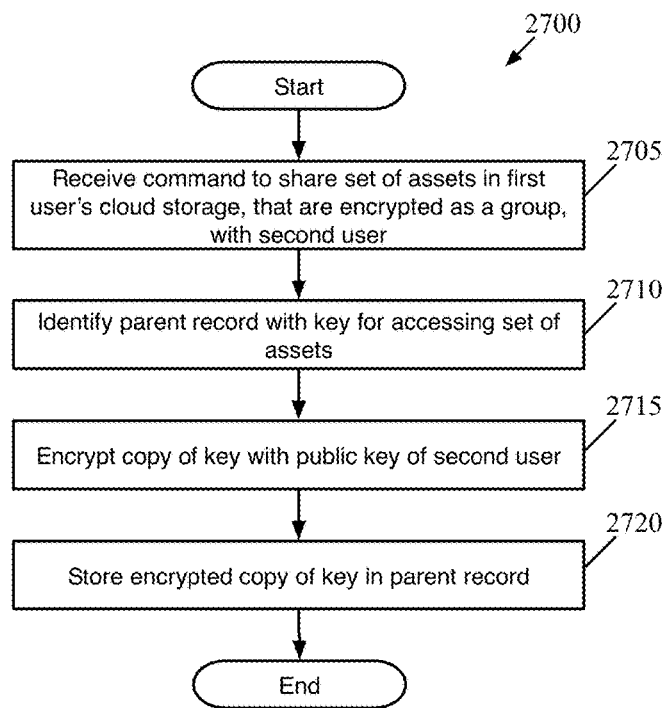 2700
Start
2705
Receive command to share set of assets in first
user's cloud storage, that are encrypted as a group,
with second user
2710
Identify parent record with key for accessing set of
assets
2715
Encrypt copy of key with public key of second user
2720
Store encrypted copy of key in parent record
End